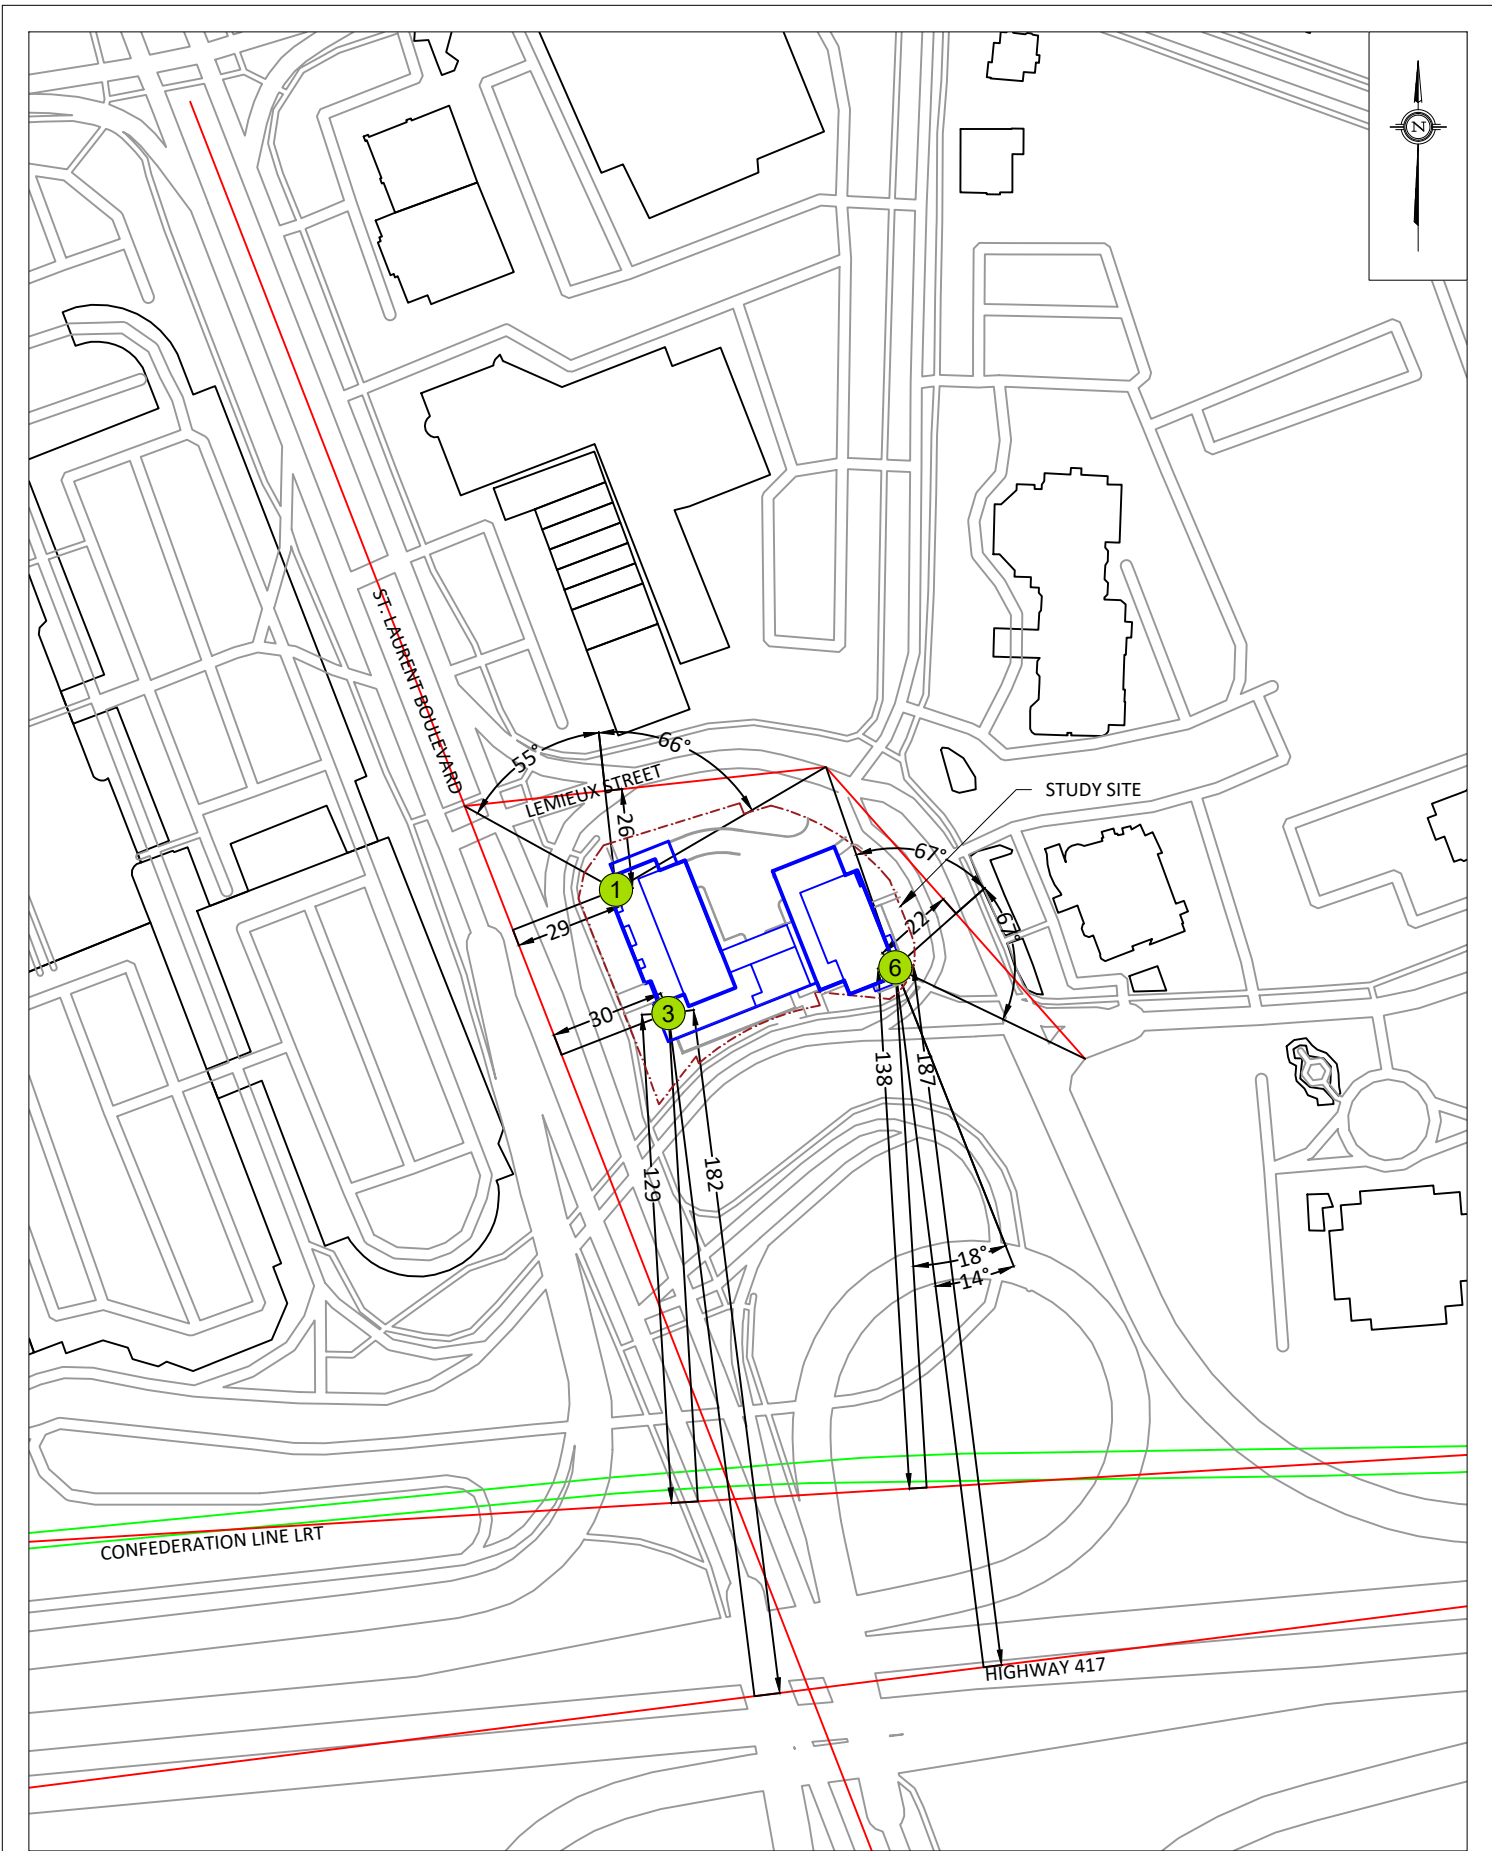 N
ST. LAURENT BOULEVARD
55°
66°
LEMIEUX STREET
STUDY SITE
26
67°
1
22
67°
29
6
30
3
138
187
129
182
18°
14°
CONFEDERATION LINE LRT
HIGHWAY 417